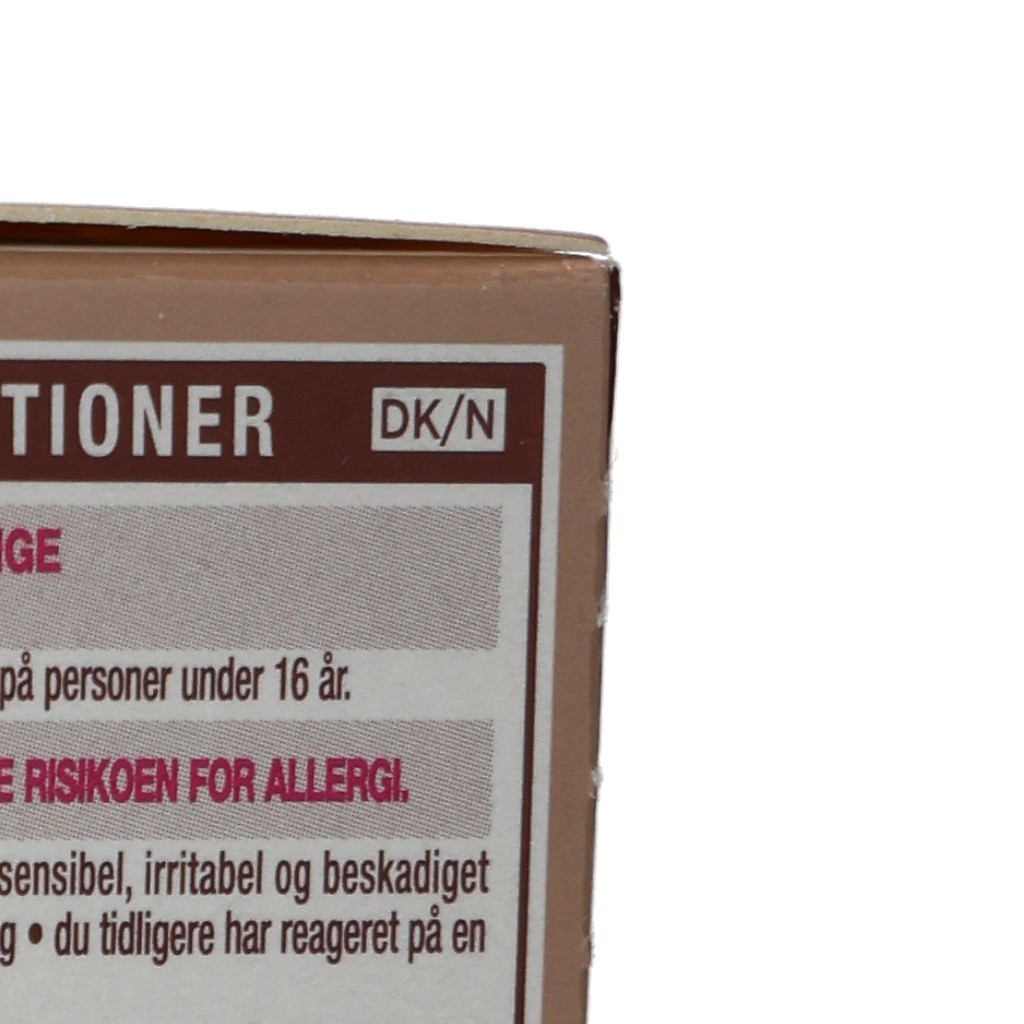 TIONER DK/N
IGE
på personer under 16 år.
E RISIKOEN FOR ALLERGI.
sensibel, irritabel og beskadiget
g • du tidligere har reageret på en